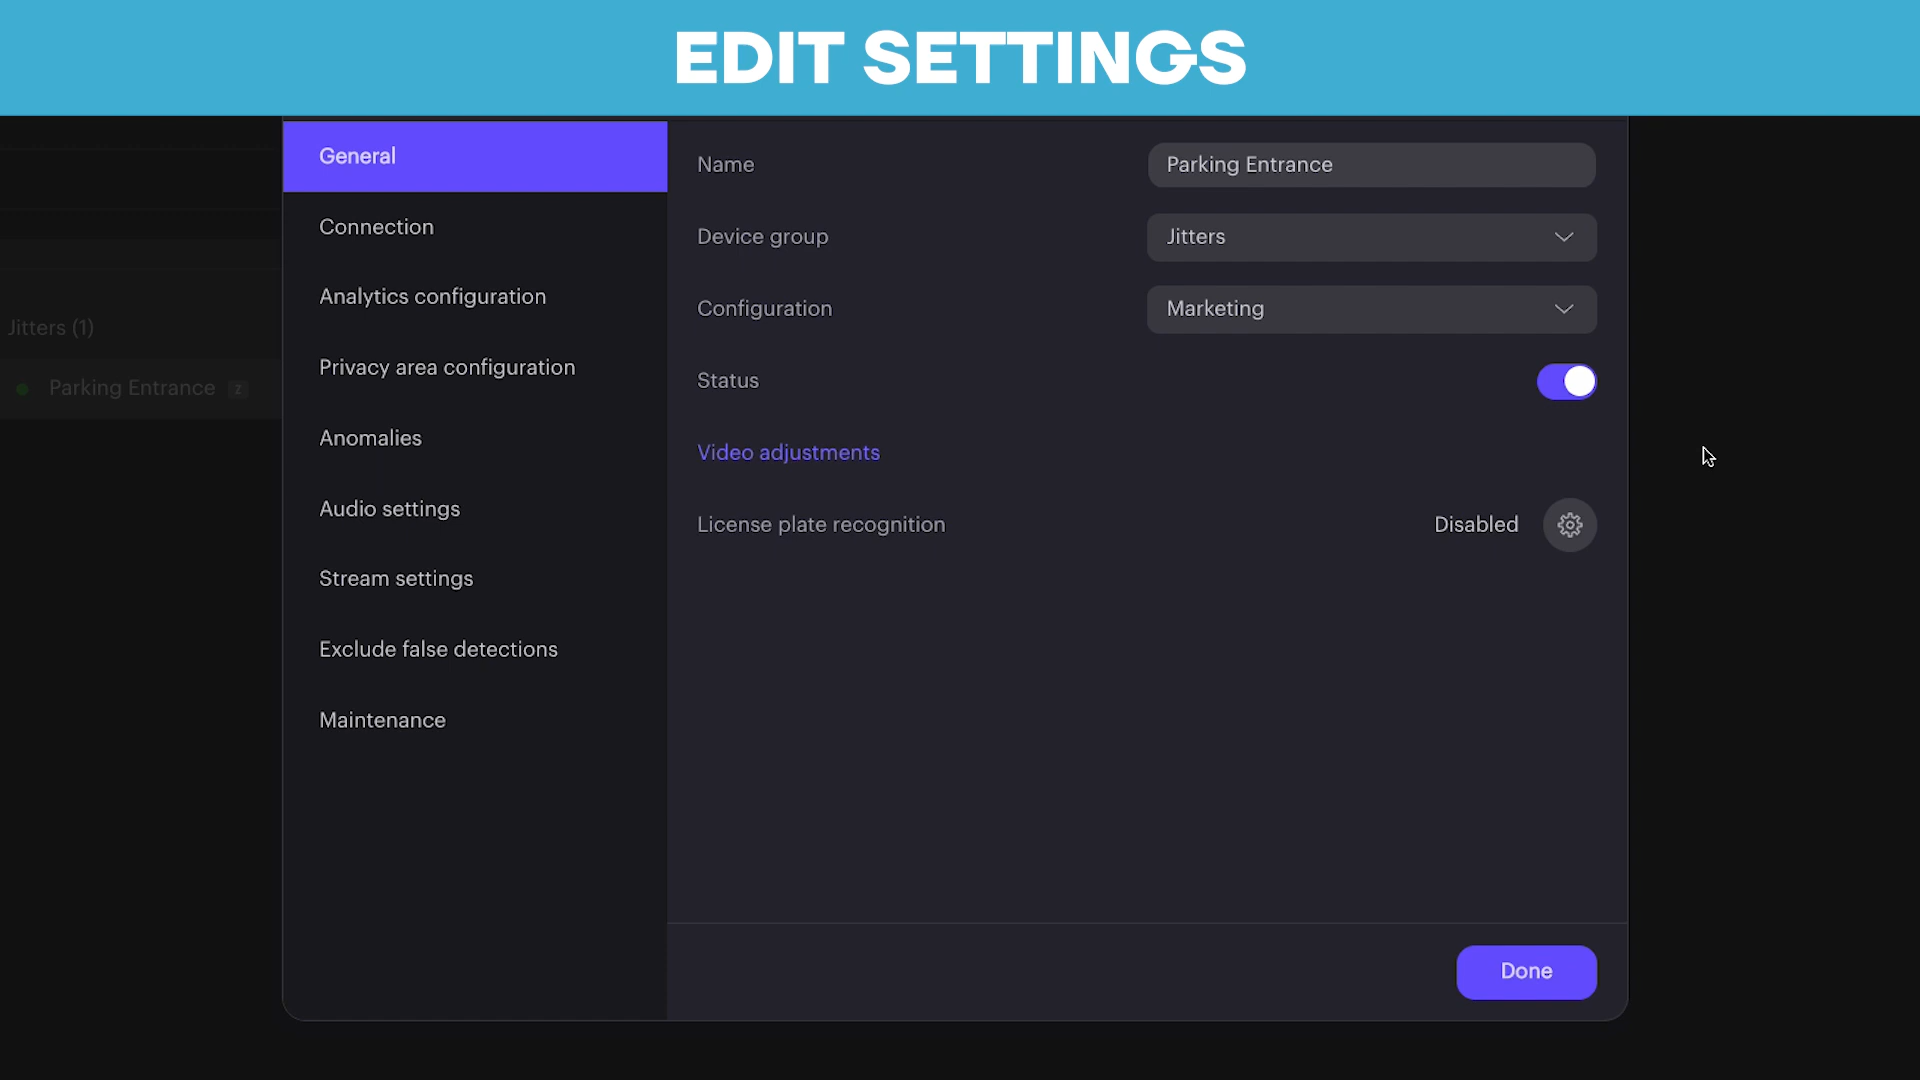 EDIT SETTINGS
General
Connection
Analytics configuration
Privacy area configuration
Anomalies
Audio settings
Stream settings
Exclude false detections
Maintenance
Name
Parking Entrance
Device group
Jitters
Configuration
Marketing
Status
Video adjustments
License plate recognition
Disabled
Done
Jitters (1)
Parking Entrance z